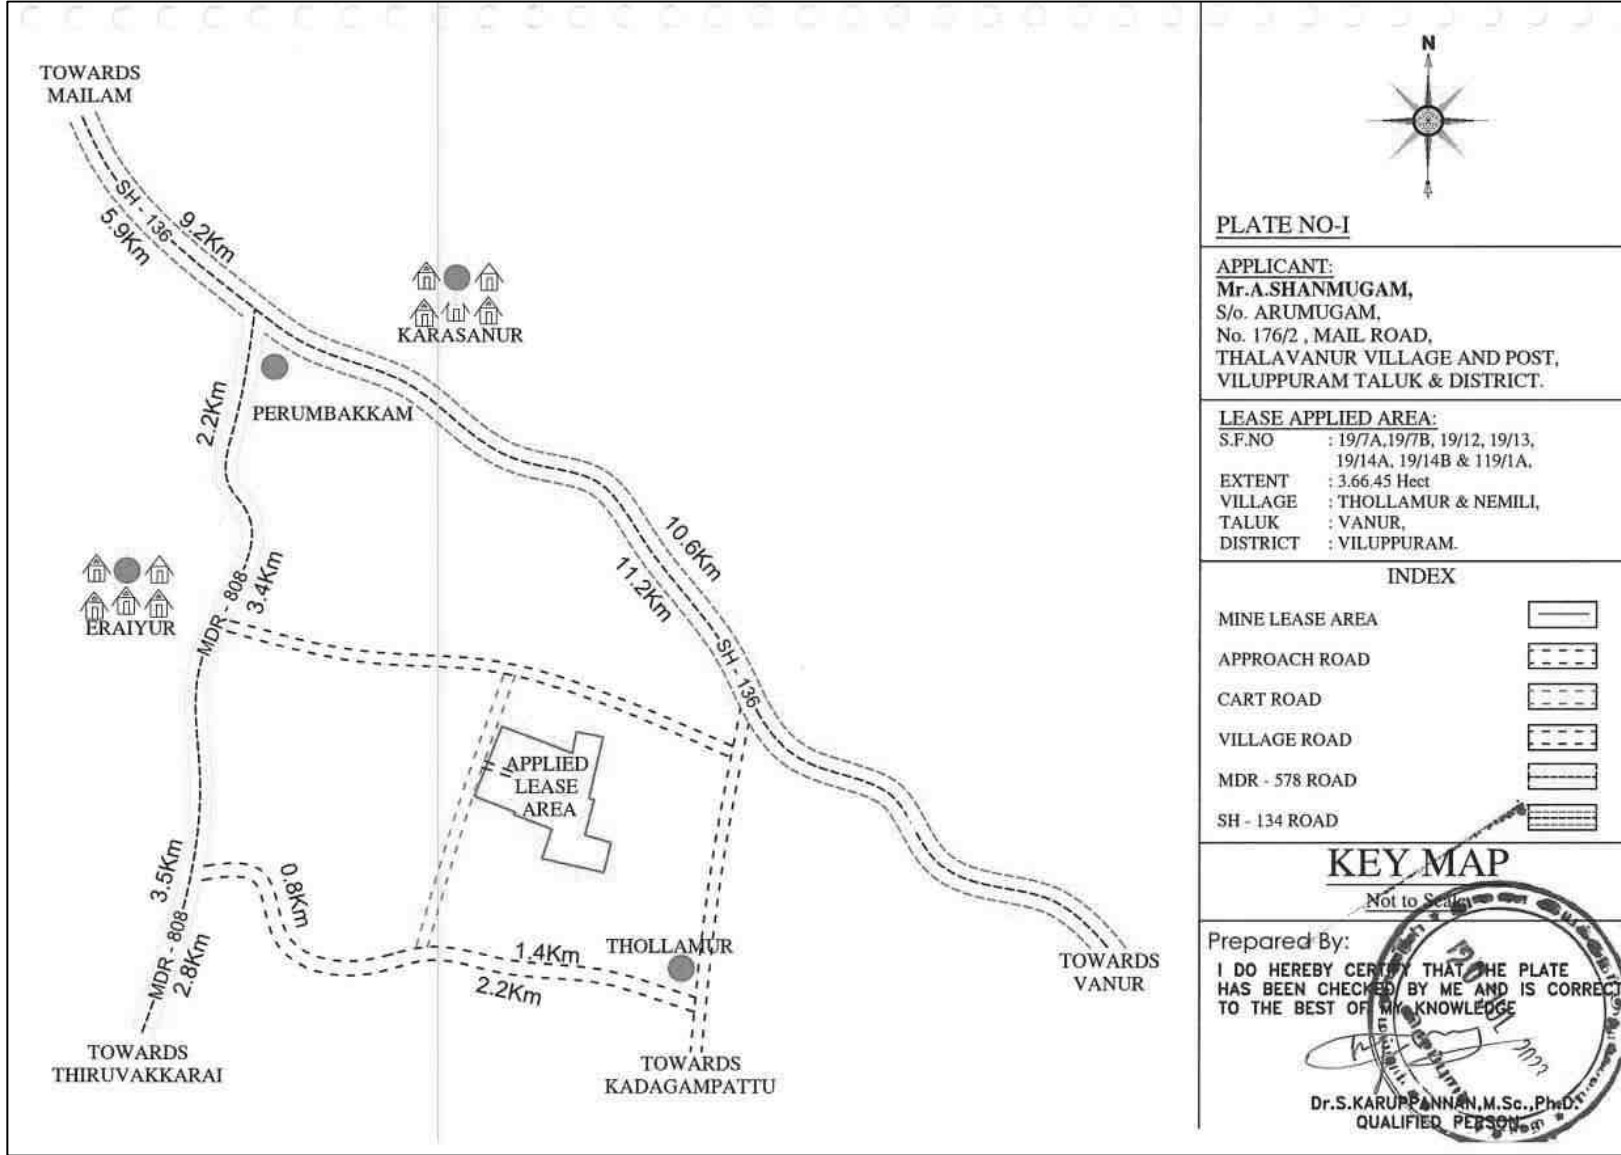 TOWARDS
MAILAM
SH - 136
9.2Km
5.9Km
KARASANUR
PERUMBAKKAM
2.2Km
10.6Km
11.2Km
3.4Km
MDR - 808
ERAIYUR
SH - 136
APPLIED
LEASE
AREA
3.5Km
0.8Km
MDR - 808
2.8Km
1.4Km
2.2Km
THOLLAMUR
TOWARDS
VANUR
TOWARDS
THIRUVAKKARAI
TOWARDS
KADAGAMPATTU
N
PLATE NO-I
APPLICANT:
Mr.A.SHANMUGAM,
S/o. ARUMUGAM,
No. 176/2 , MAIL ROAD,
THALAVANUR VILLAGE AND POST,
VILUPPURAM TALUK & DISTRICT.
LEASE APPLIED AREA:
S.F.NO : 19/7A,19/7B, 19/12, 19/13,
19/14A, 19/14B & 119/1A,
EXTENT : 3.66.45 Hect
VILLAGE : THOLLAMUR & NEMILI,
TALUK : VANUR,
DISTRICT : VILUPPURAM.
INDEX
MINE LEASE AREA
APPROACH ROAD
CART ROAD
VILLAGE ROAD
MDR - 578 ROAD
SH - 134 ROAD
KEY MAP
Not to Scale
Prepared By:
I DO HEREBY CERTIFY THAT THE PLATE
HAS BEEN CHECKED BY ME AND IS CORRECT
TO THE BEST OF MY KNOWLEDGE
Dr.S.KARUPPANNAN,M.Sc.,Ph.D.
QUALIFIED PERSON